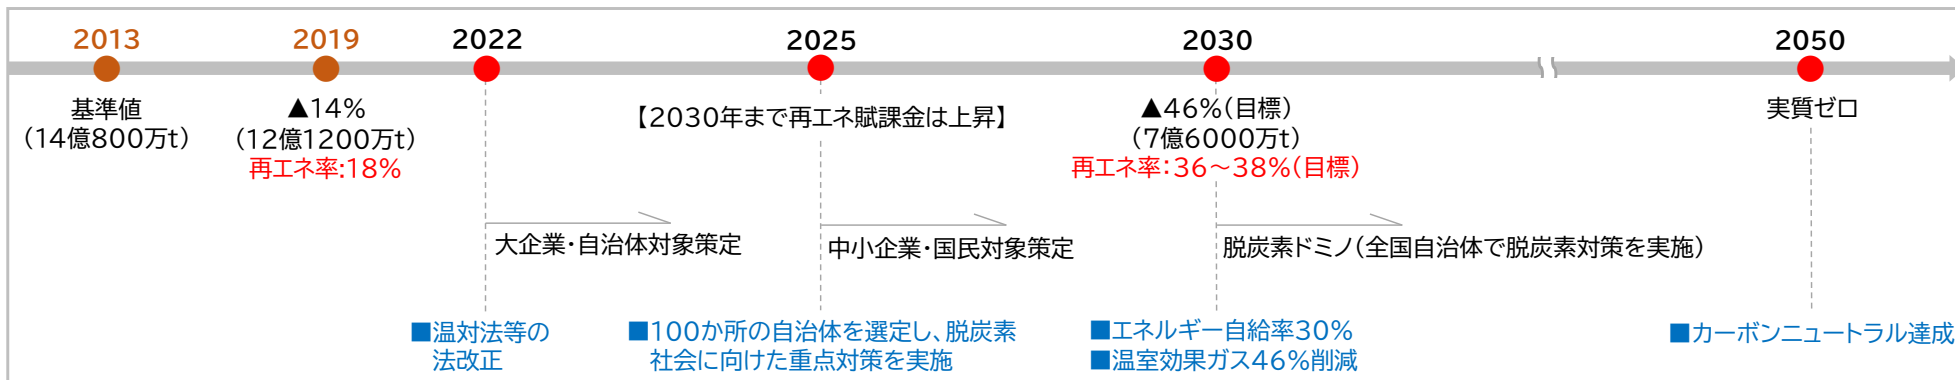 2013
2019
2022
2025
2030
2050
基準値
(14億800万t)
▲14%
(12億1200万t)
再エネ率:18%
【2030年まで再エネ賦課金は上昇】
▲46%(目標)
(7億6000万t)
再エネ率:36～38%(目標)
実質ゼロ
大企業・自治体対象策定
中小企業・国民対象策定
脱炭素ドミノ(全国自治体で脱炭素対策を実施)
■温対法等の
法改正
■100か所の自治体を選定し、脱炭素
社会に向けた重点対策を実施
■エネルギー自給率30%
■温室効果ガス46%削減
■カーボンニュートラル達成